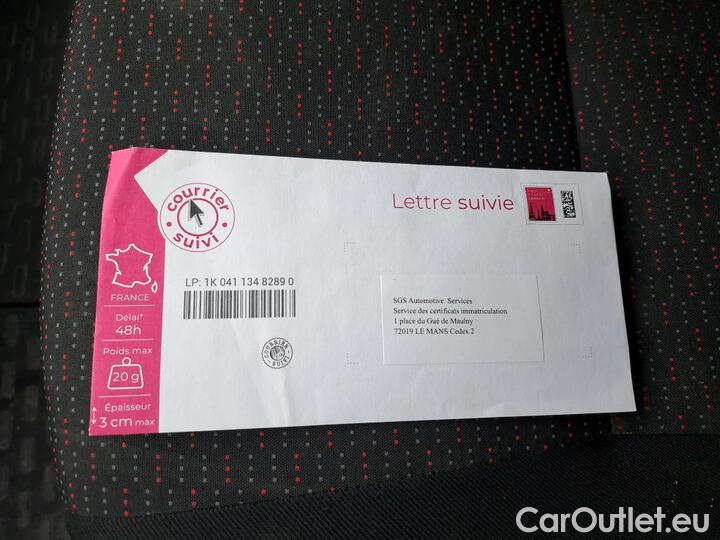 courrier
suivi
Lettre suivie
LP: 1K 041 134 8289 0
SGS Automotive Services
Service des certificats immatriculation
1 place du Gué de Maulny
72019 LE MANS Cedex 2
FRANCE
Délai*
48h
Poids max
20 g
Épaisseur
3 cm max
COURRIER
SUIVI
CarOutlet.eu